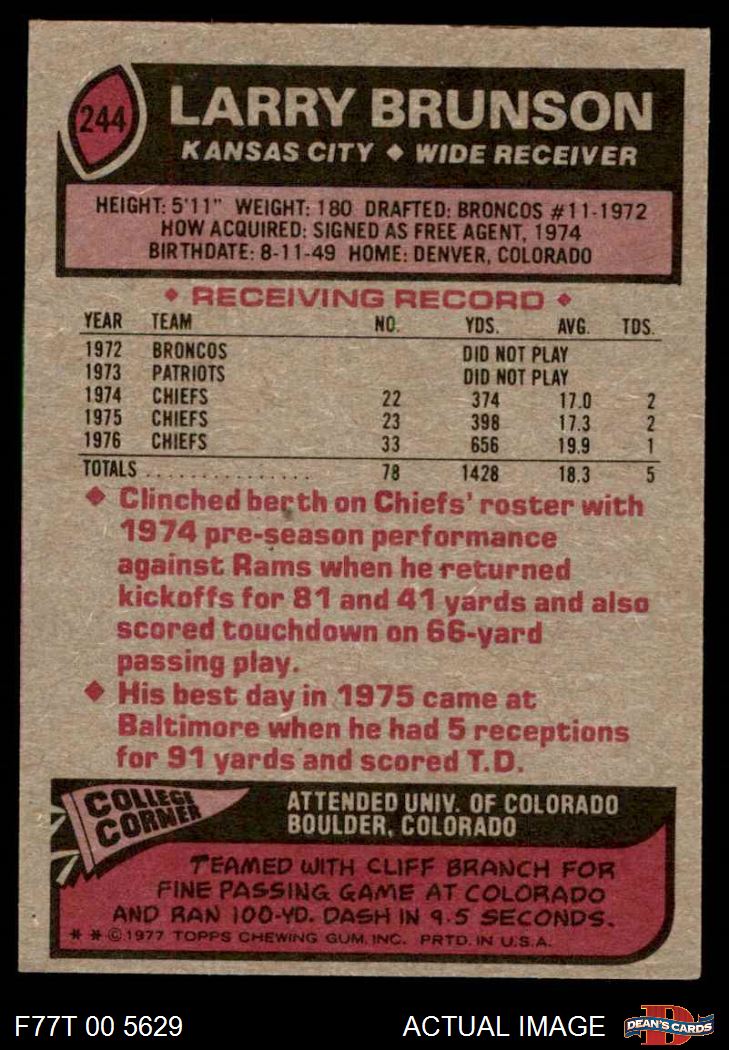 244
LARRY BRUNSON
KANSAS CITY ◆ WIDE RECEIVER
HEIGHT: 5'11" WEIGHT: 180 DRAFTED: BRONCOS #11-1972
HOW ACQUIRED: SIGNED AS FREE AGENT, 1974
BIRTHDATE: 8-11-49 HOME: DENVER, COLORADO
◆ RECEIVING RECORD ◆
YEAR TEAM NO. YDS. AVG. TDS.
1972 BRONCOS DID NOT PLAY
1973 PATRIOTS DID NOT PLAY
1974 CHIEFS 22 374 17.0 2
1975 CHIEFS 23 398 17.3 2
1976 CHIEFS 33 656 19.9 1
TOTALS ............... 78 1428 18.3 5
◆ Clinched berth on Chiefs' roster with
1974 pre-season performance
against Rams when he returned
kickoffs for 81 and 41 yards and also
scored touchdown on 66-yard
passing play.
◆ His best day in 1975 came at
Baltimore when he had 5 receptions
for 91 yards and scored T.D.
COLLEGE
CORNER
ATTENDED UNIV. OF COLORADO
BOULDER, COLORADO
TEAMED WITH CLIFF BRANCH FOR
FINE PASSING GAME AT COLORADO
AND RAN 100-YD. DASH IN 9.5 SECONDS.
* * © 1977 TOPPS CHEWING GUM, INC. PRTD. IN U.S.A.
F77T 00 5629
ACTUAL IMAGE
D
DEAN'S CARDS